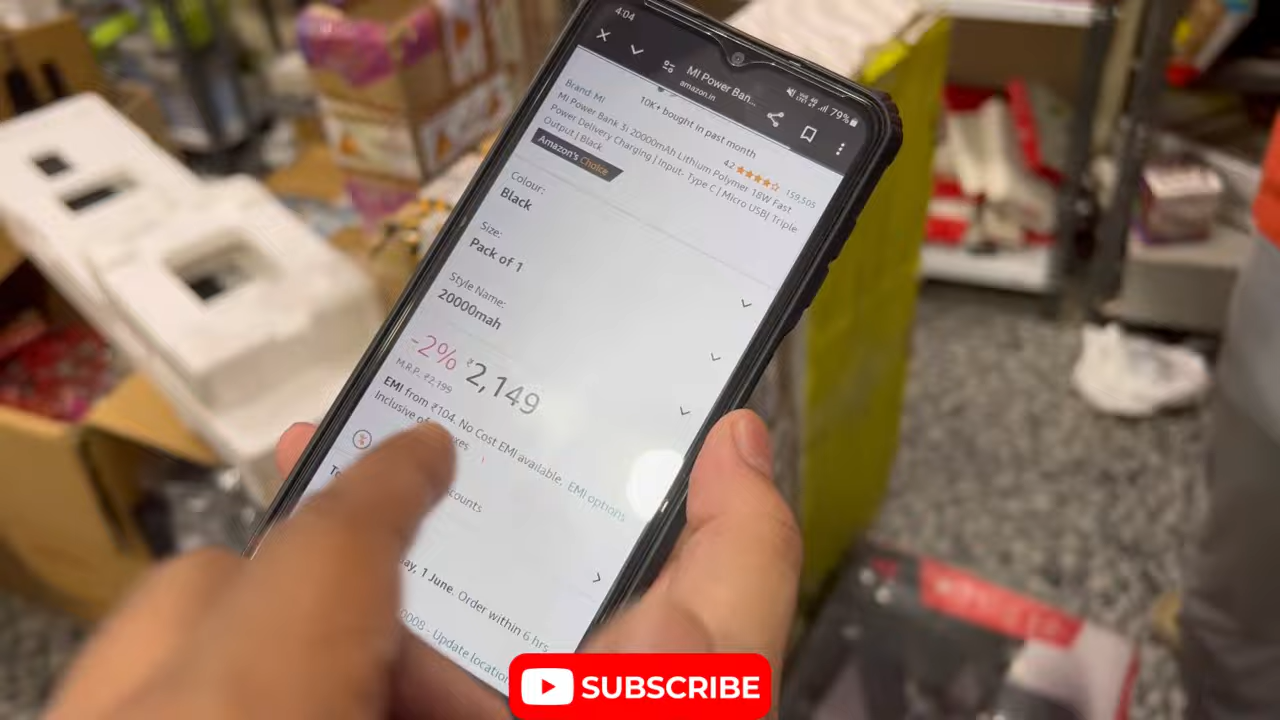 4:04
79%
MI Power Ban...
amazon.in
10K+ bought in past month
Brand: MI
4.2 159,505
MI Power Bank 3i 20000mAh Lithium Polymer 18W Fast
Power Delivery Charging | Input- Type C | Micro USB| Triple
Output | Black
Amazon's Choice
Colour:
Black
Size:
Pack of 1
Style Name:
20000mah
-2% ₹2,149
M.R.P.: ₹2,199
EMI from ₹104. No Cost EMI available. EMI options
Inclusive of
1 June. Order within 6 hrs
- Update location
SUBSCRIBE